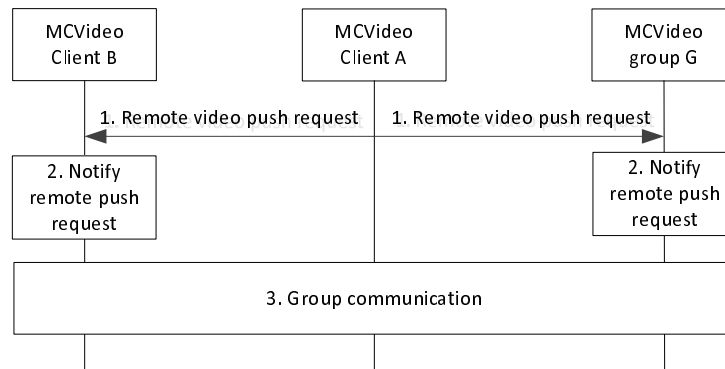 MCVideo
Client B
MCVideo
Client A
MCVideo
group G
1. Remote video push request
1. Remote video push request
2. Notify
remote push
request
2. Notify
remote push
request
3. Group communication